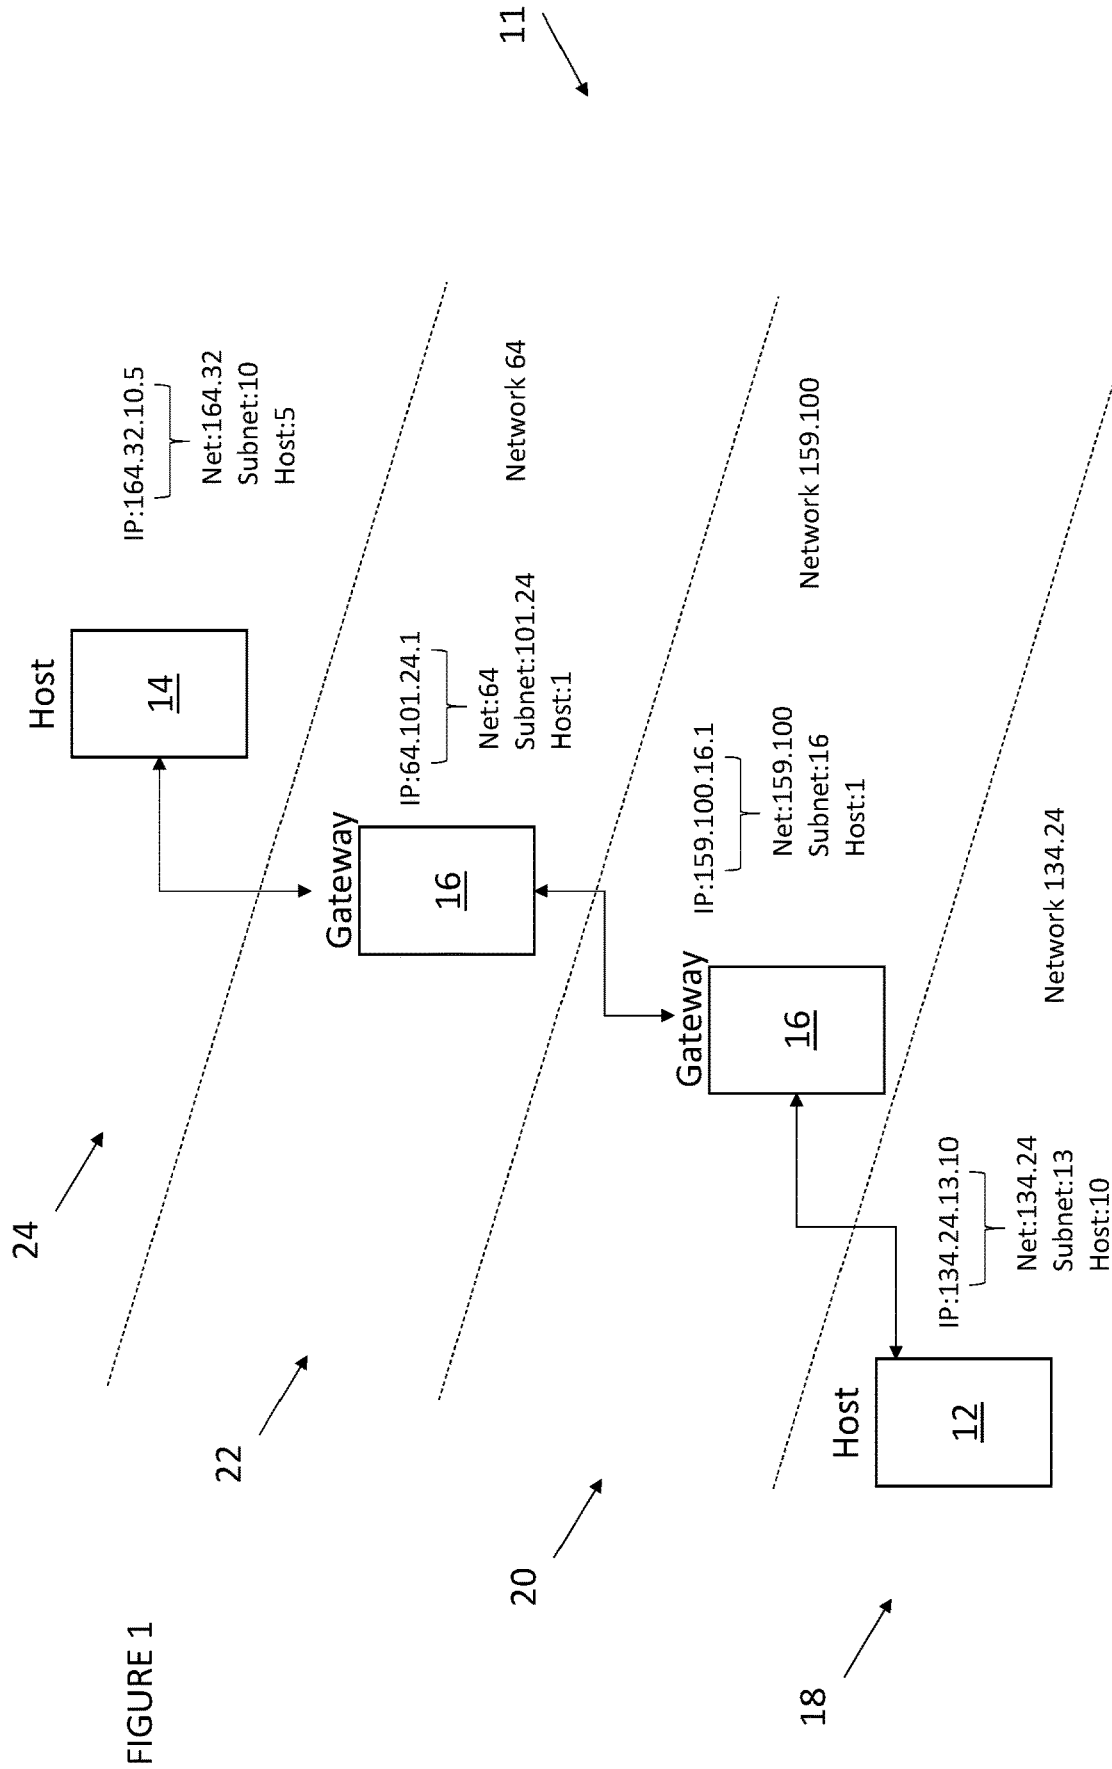 FIGURE 1
11
24
Host
14
IP:164.32.10.5
Net:164.32
Subnet:10
Host:5
22
Gateway
16
IP:64.101.24.1
Net:64
Subnet:101.24
Host:1
Network 64
20
Gateway
16
IP:159.100.16.1
Net:159.100
Subnet:16
Host:1
Network 159.100
18
Host
12
IP:134.24.13.10
Net:134.24
Subnet:13
Host:10
Network 134.24